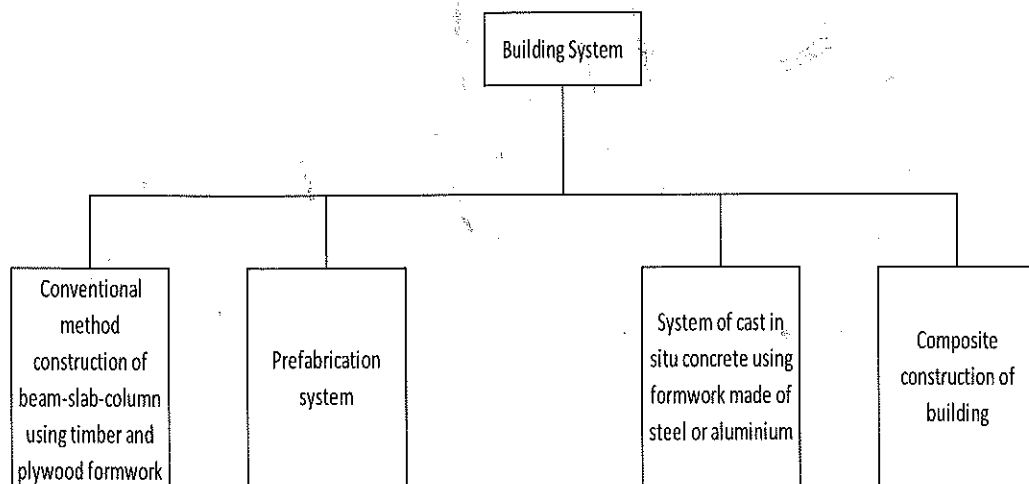 Building System
Conventional
method
construction of
beam-slab-column
using timber and
plywood formwork
Prefabrication
system
System of cast in
situ concrete using
formwork made of
steel or aluminium
Composite
construction of
building